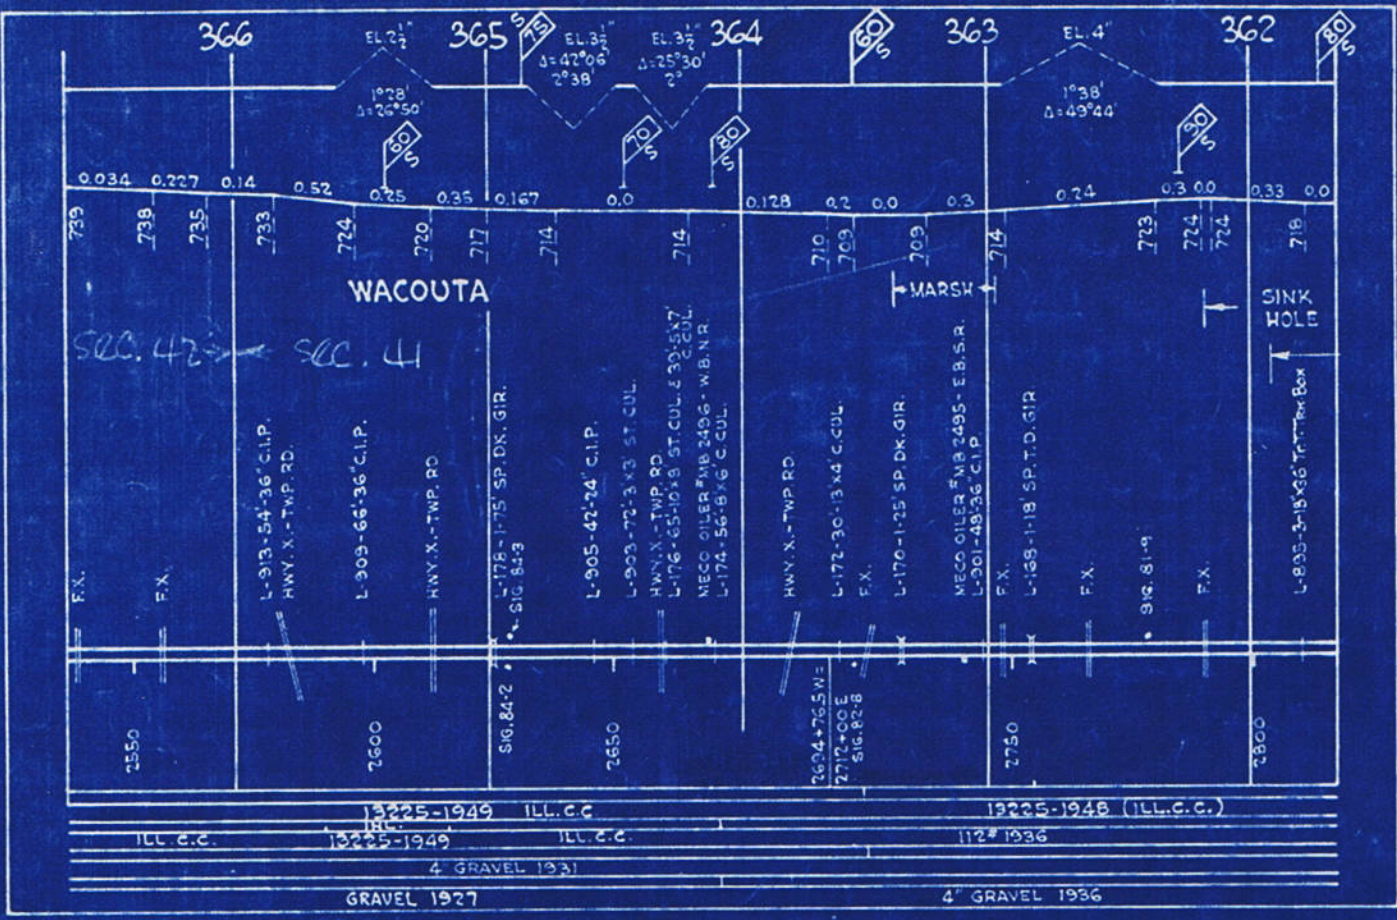 366 365 364 363 362
EL.2½" EL.3½" EL.3½" EL.4"
1°28'
Δ=26°50'
Δ=42°06'
2°38'
Δ=25°30'
2°
1°38'
Δ=49°44'
S 75
60 S
80 S
60 S
70 S
80 S
90 S
0.034 0.227 0.14 0.52 0.25 0.35 0.167 0.0 0.128 0.2 0.0 0.3 0.24 0.3 0.0 0.33 0.0
739 738 735 733 724 720 717 714 714 710 709 709 714 723 724 724 718
WACOUTA
MARSH
SINK
HOLE
SEC. 42 SEC. 41
F.X.
F.X.
L-913-54-36" C.I.P.
HWY. X.-TWP. RD.
L-909-66-36" C.I.P.
HWY. X.-TWP. RD
L-178-1-75' SP. DK. GIR.
SIG. 84-3
L-905-42-24" C.I.P.
L-903-72-3'X3' ST. CUL.
HWY. X.-TWP. RD.
L-176-65-10'X9' ST. CUL. & 39-5'X7'
C. CUL.
MECO OILER #MB 2496 - W.B.N.R.
L-174-56-8'X6' C. CUL.
HWY. X.-TWP. RD.
L-172-30-13'X4' C. CUL.
F.X.
L-170-1-25' SP. DK. GIR.
MECO OILER #MB 2495 - E.B.S.R.
L-901-48-36" C.I.P.
F.X.
L-168-1-18' SP. T. D. GIR.
F.X.
SIG. 81-9
F.X.
2550
2600
SIG. 84-2
2650
2694+76.5 W=
2712+00 E
SIG. 82-8
2750
2800
13225-1949 ILL.C.C 13225-1948 (ILL.C.C.)
ILL.C.C. 13225-1949 ILL.C.C. 112# 1936
4" GRAVEL 1931
GRAVEL 1927 4" GRAVEL 1936